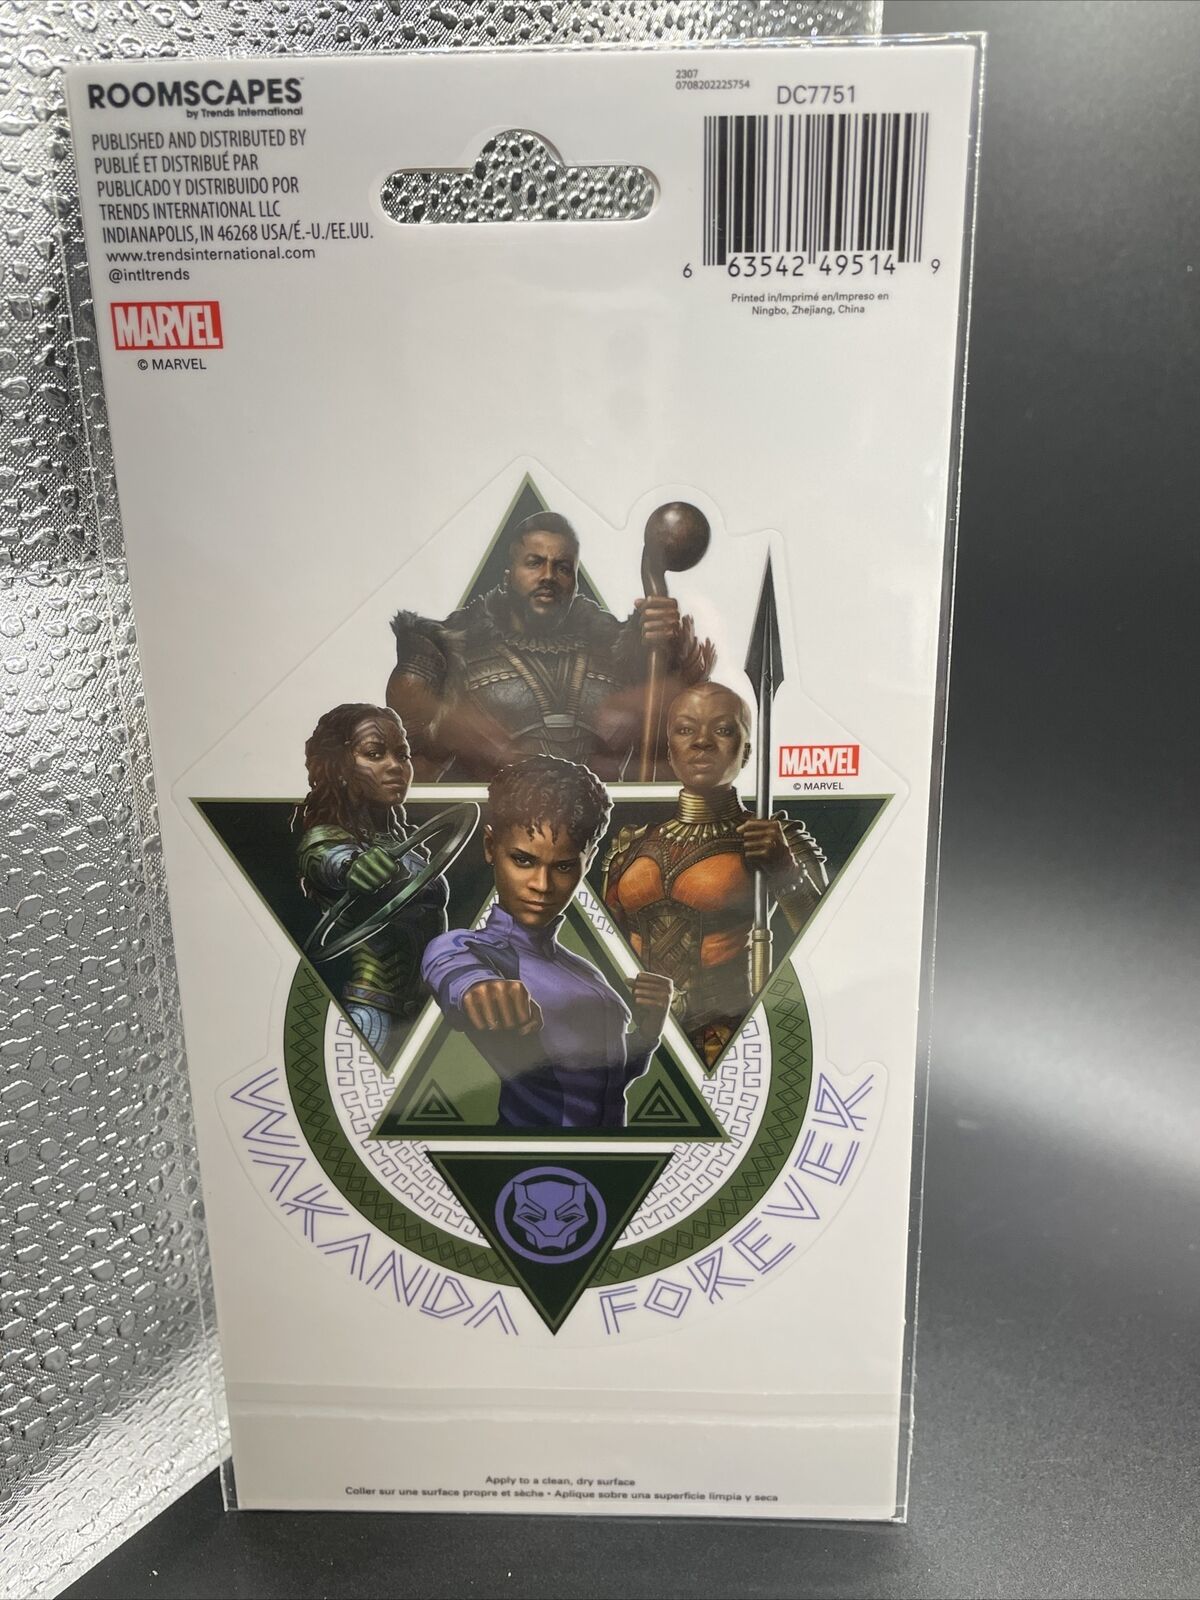 ROOMSCAPES™
by Trends International
PUBLISHED AND DISTRIBUTED BY
PUBLIÉ ET DISTRIBUÉ PAR
PUBLICADO Y DISTRIBUIDO POR
TRENDS INTERNATIONAL LLC
INDIANAPOLIS, IN 46268 USA/É.-U./EE.UU.
www.trendsinternational.com
@intltrends
MARVEL
© MARVEL
2307
0708202225754
DC7751
6 63542 49514 9
Printed in/Imprimé en/Impreso en
Ningbo, Zhejiang, China
MARVEL
© MARVEL
WAKANDA FOREVER
Apply to a clean, dry surface
Coller sur une surface propre et sèche • Aplique sobre una superficie limpia y seca